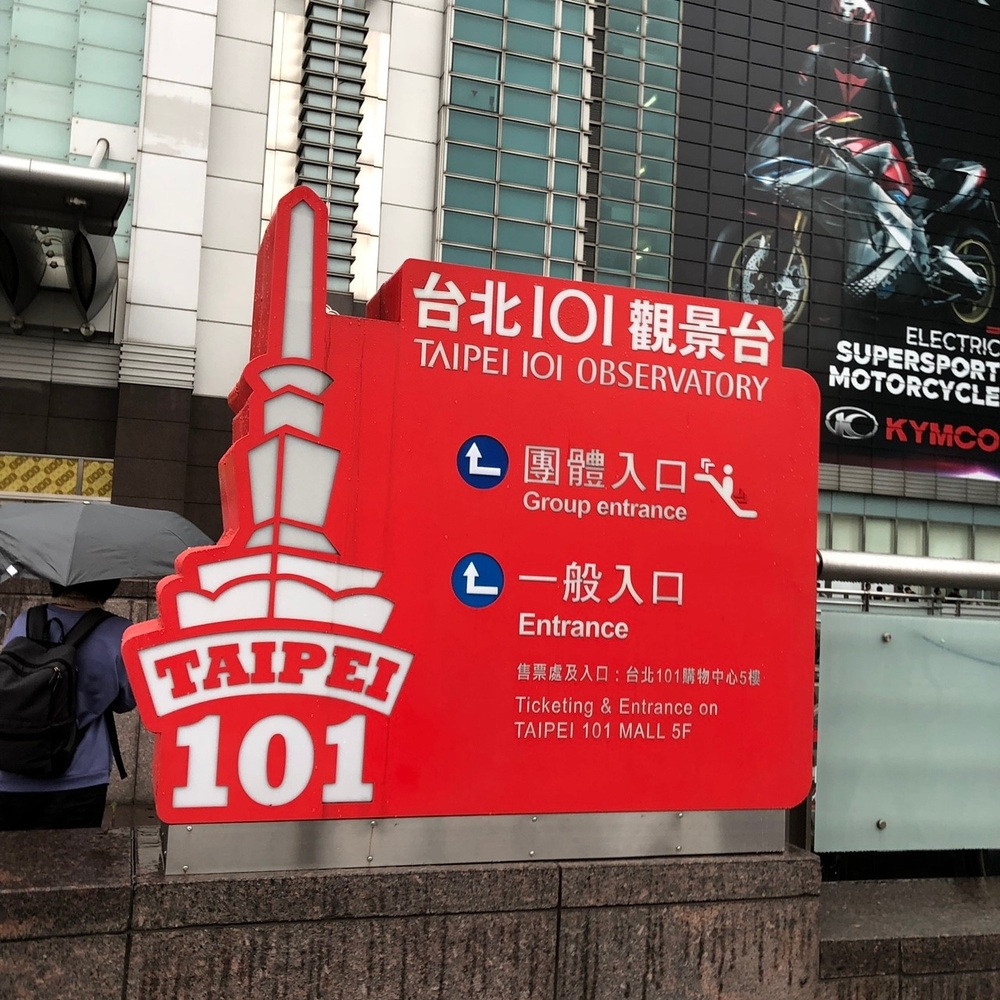 台北101觀景台
TAIPEI 101 OBSERVATORY
團體入口
Group entrance
一般入口
Entrance
售票處及入口：台北101購物中心5樓
Ticketing & Entrance on
TAIPEI 101 MALL 5F
TAIPEI
101
ELECTRIC
SUPERSPORT
MOTORCYCLE
KYMCO